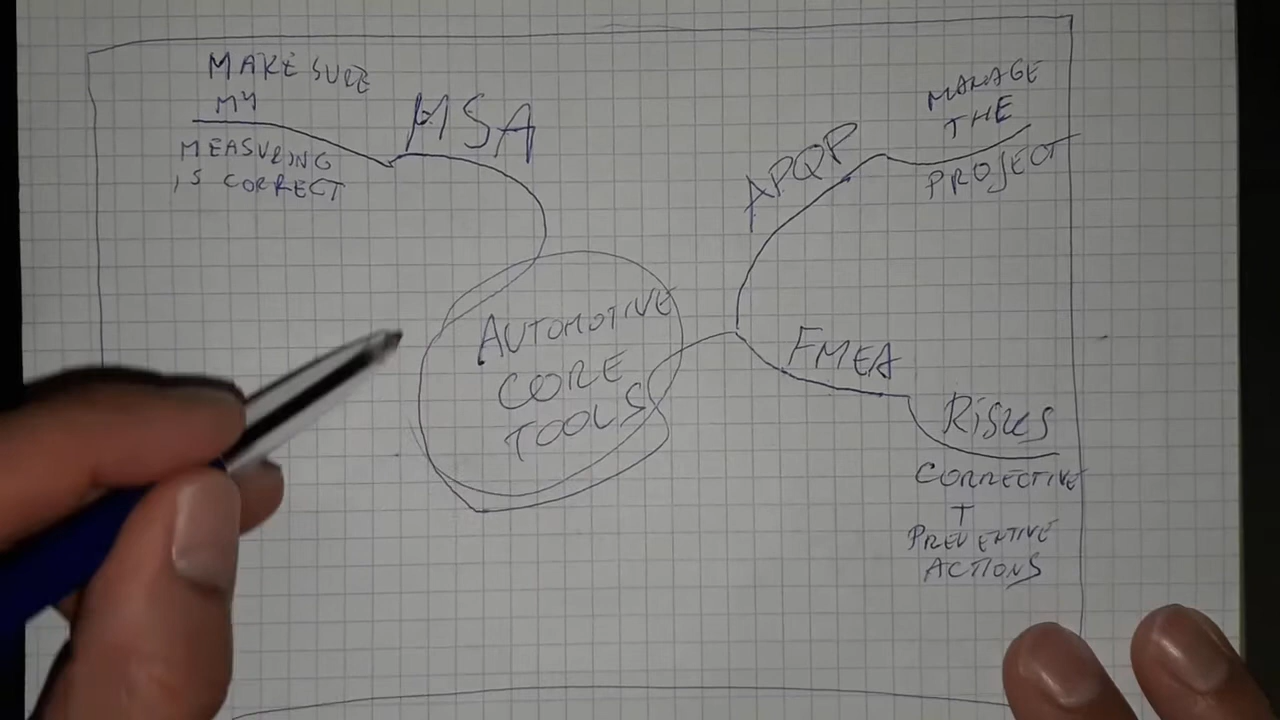 MAKE SURE
MY
MEASURING
IS CORRECT
MSA
APQP
MANAGE
THE
PROJECT
AUTOMOTIVE
CORE
TOOLS
FMEA
RISKS
CORRECTIVE
+
PREVENTIVE
ACTIONS